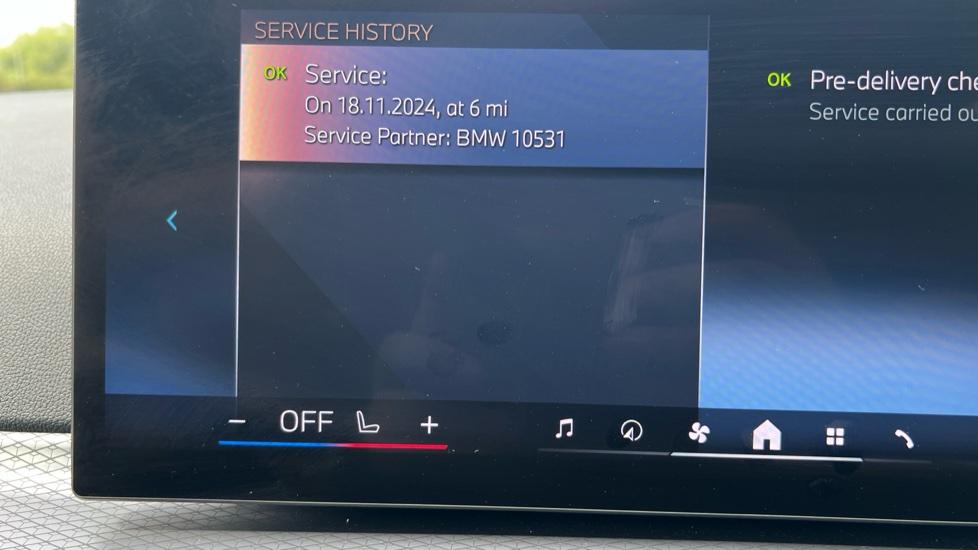 SERVICE HISTORY
OK Service:
On 18.11.2024, at 6 mi
Service Partner: BMW 10531
OK Pre-delivery che
Service carried ou
- OFF +